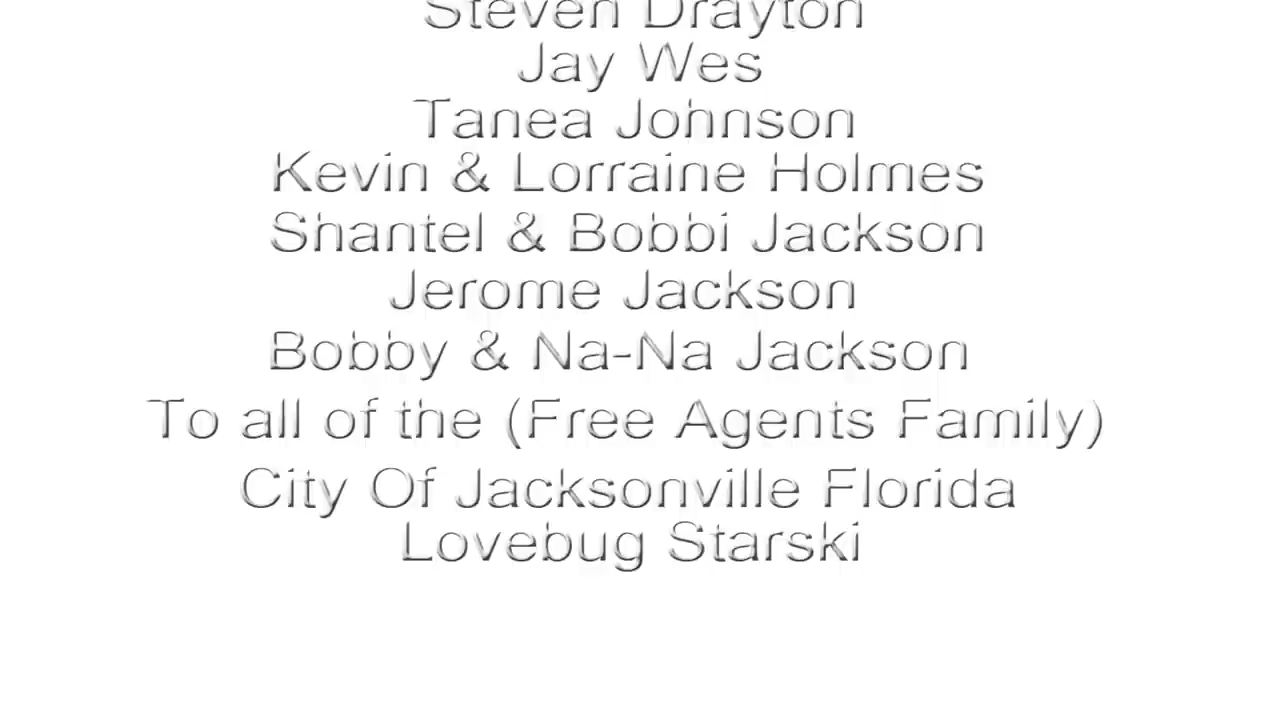 Steven Drayton
Jay Wes
Tanea Johnson
Kevin & Lorraine Holmes
Shantel & Bobbi Jackson
Jerome Jackson
Bobby & Na-Na Jackson
To all of the (Free Agents Family)
City Of Jacksonville Florida
Lovebug Starski